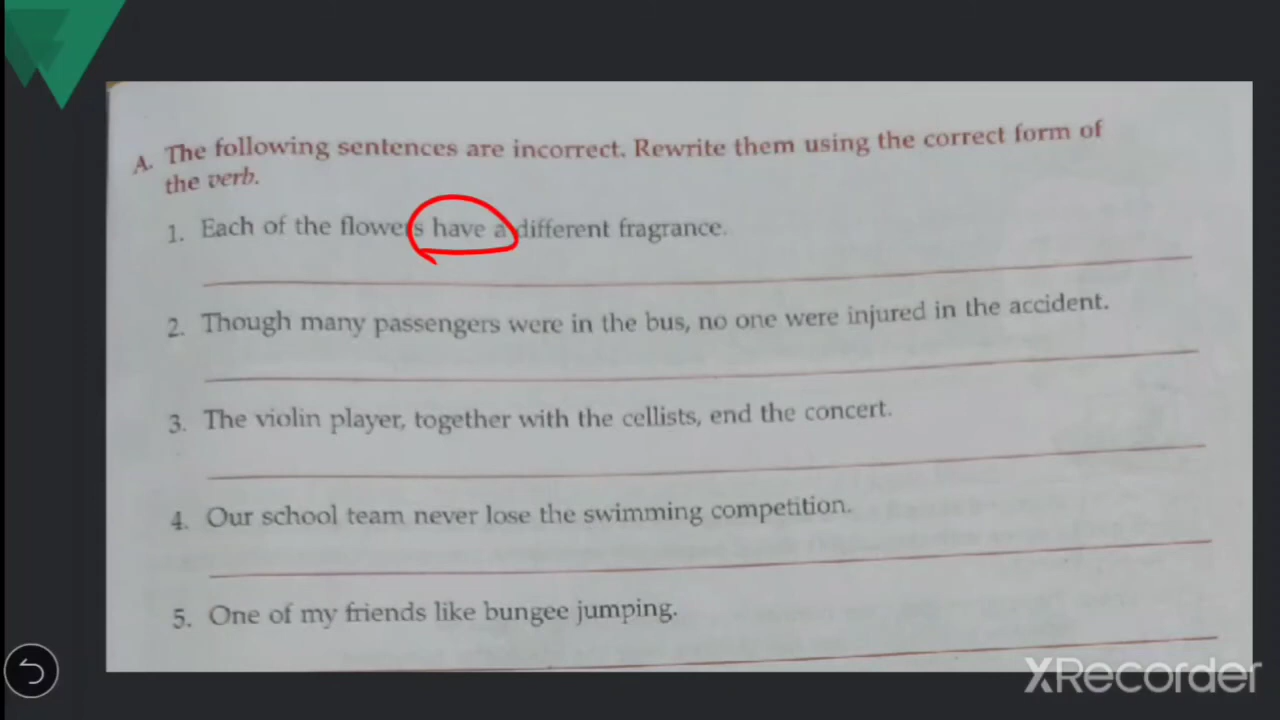 A. The following sentences are incorrect. Rewrite them using the correct form of
the verb.
1. Each of the flowers have a different fragrance.
2. Though many passengers were in the bus, no one were injured in the accident.
3. The violin player, together with the cellists, end the concert.
4. Our school team never lose the swimming competition.
5. One of my friends like bungee jumping.
XRecorder